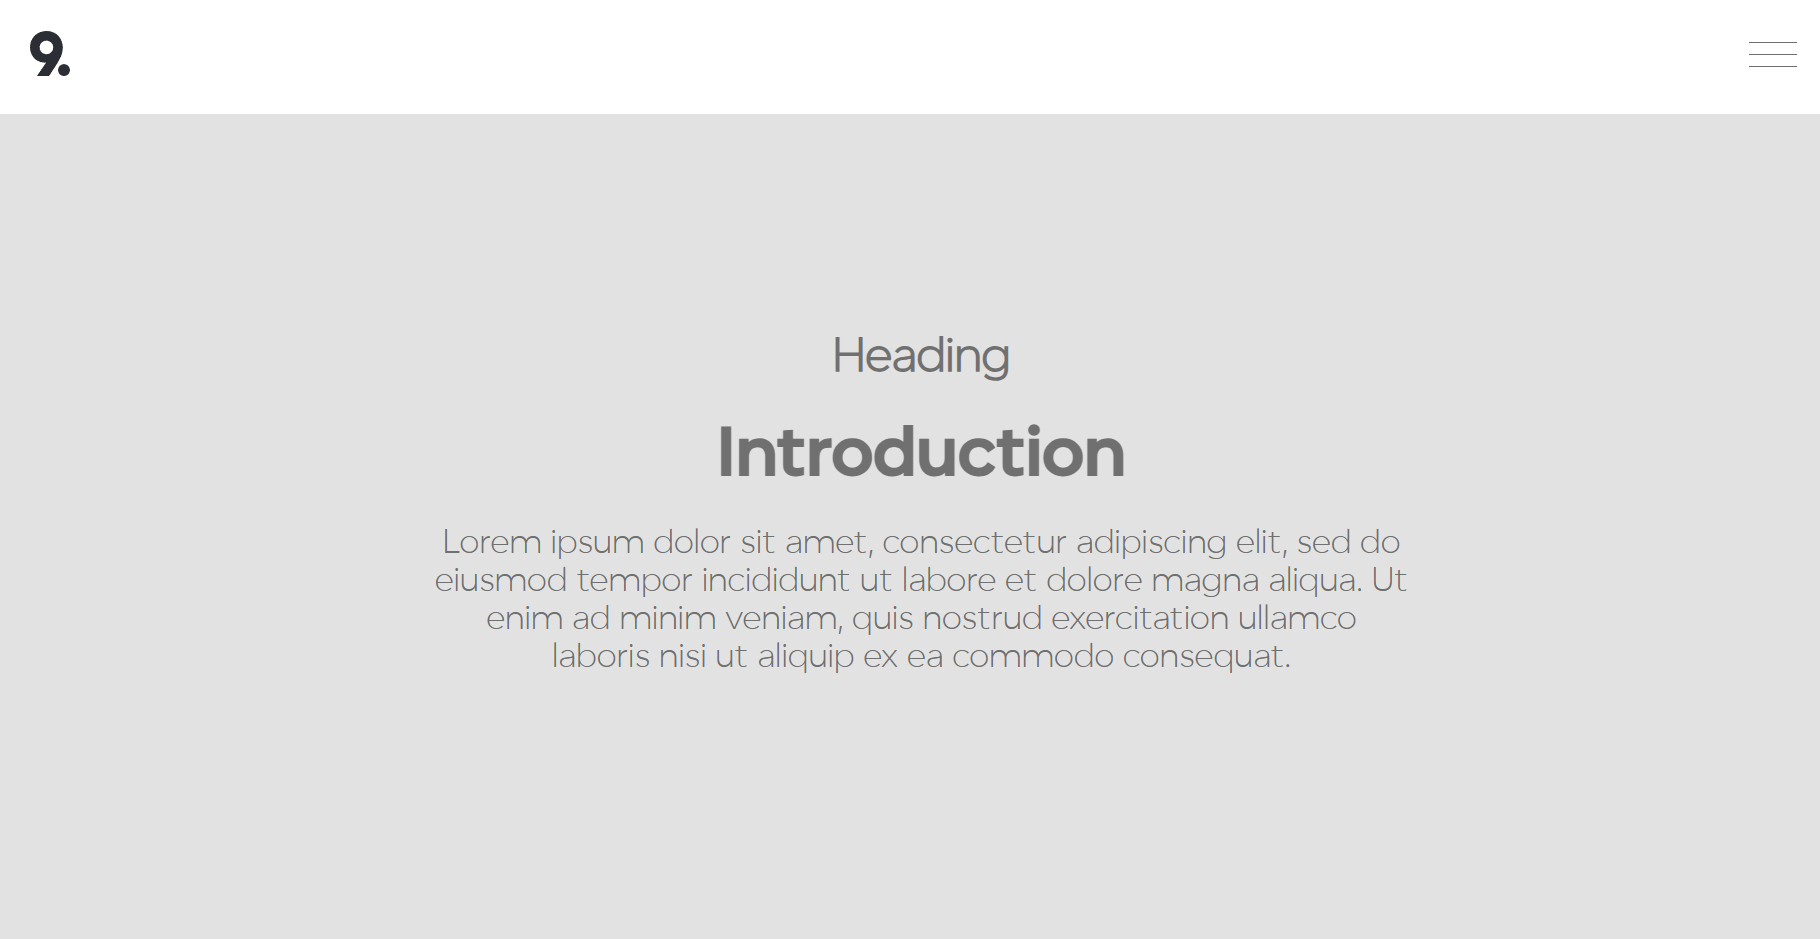 9.
Heading
Introduction
Lorem ipsum dolor sit amet, consectetur adipiscing elit, sed do
eiusmod tempor incididunt ut labore et dolore magna aliqua. Ut
enim ad minim veniam, quis nostrud exercitation ullamco
laboris nisi ut aliquip ex ea commodo consequat.